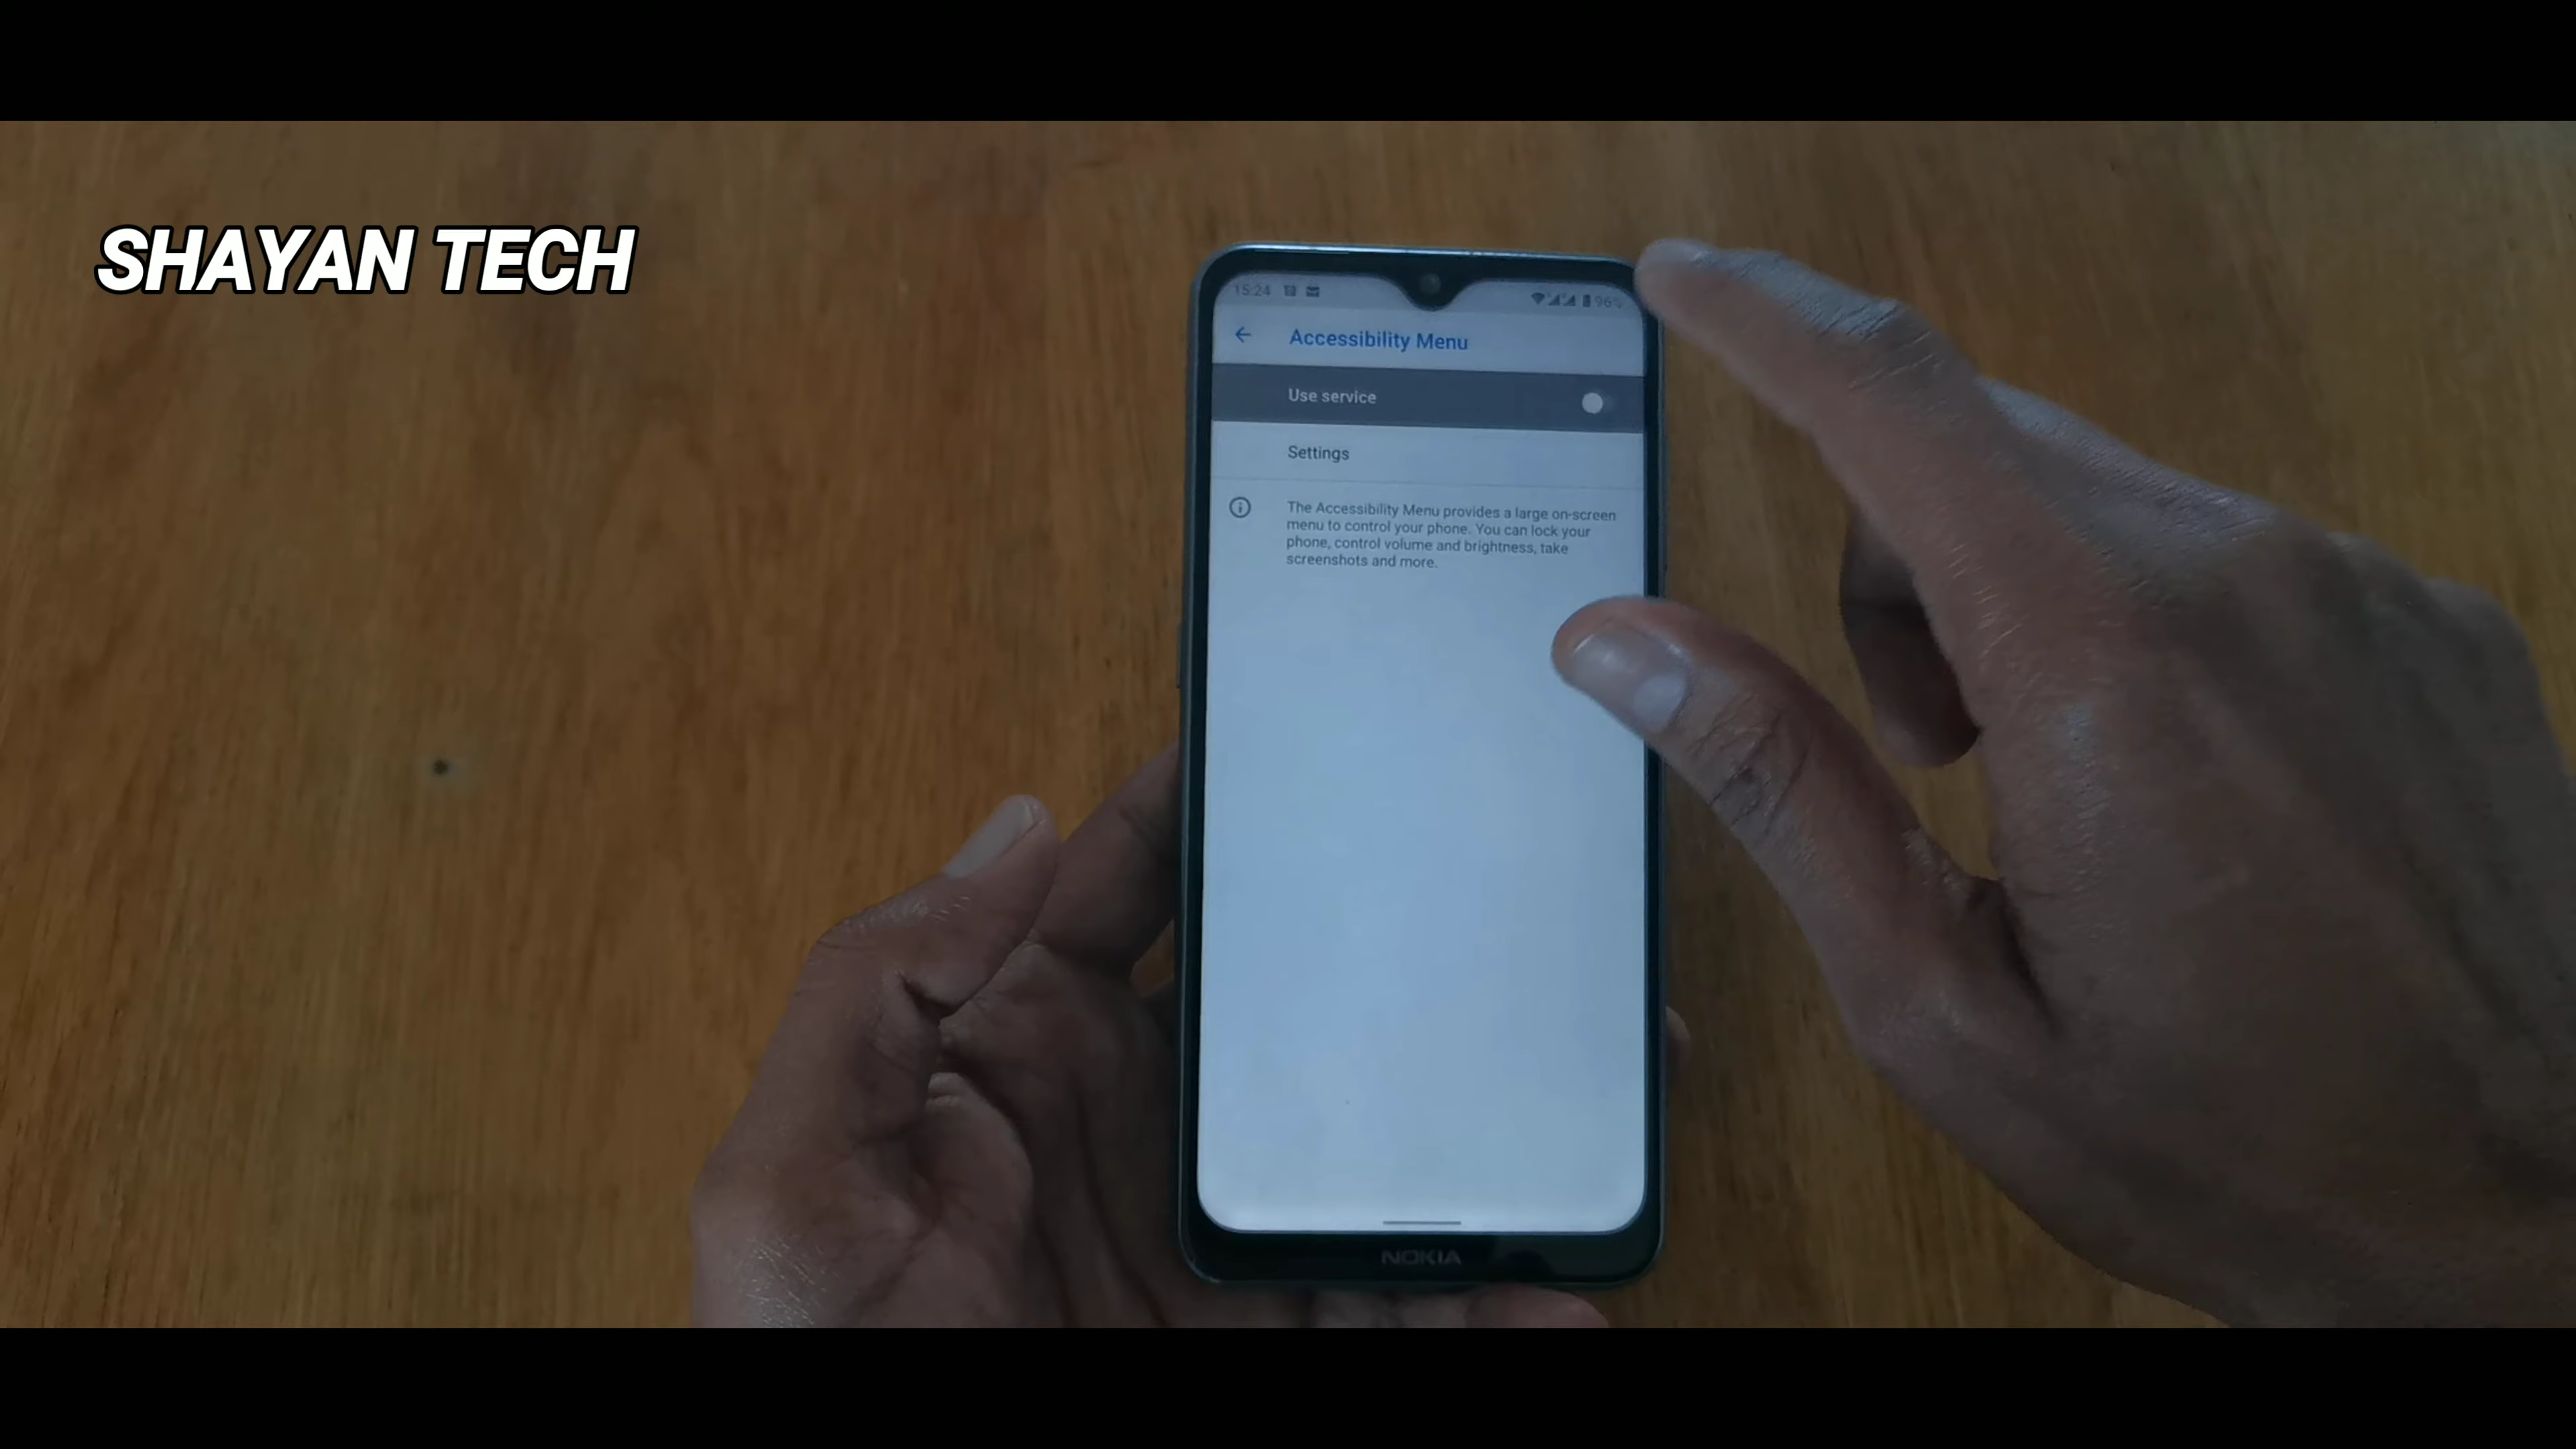 SHAYAN TECH
15:24
96%
Accessibility Menu
Use service
Settings
The Accessibility Menu provides a large on-screen
menu to control your phone. You can lock your
phone, control volume and brightness, take
screenshots and more.
NOKIA